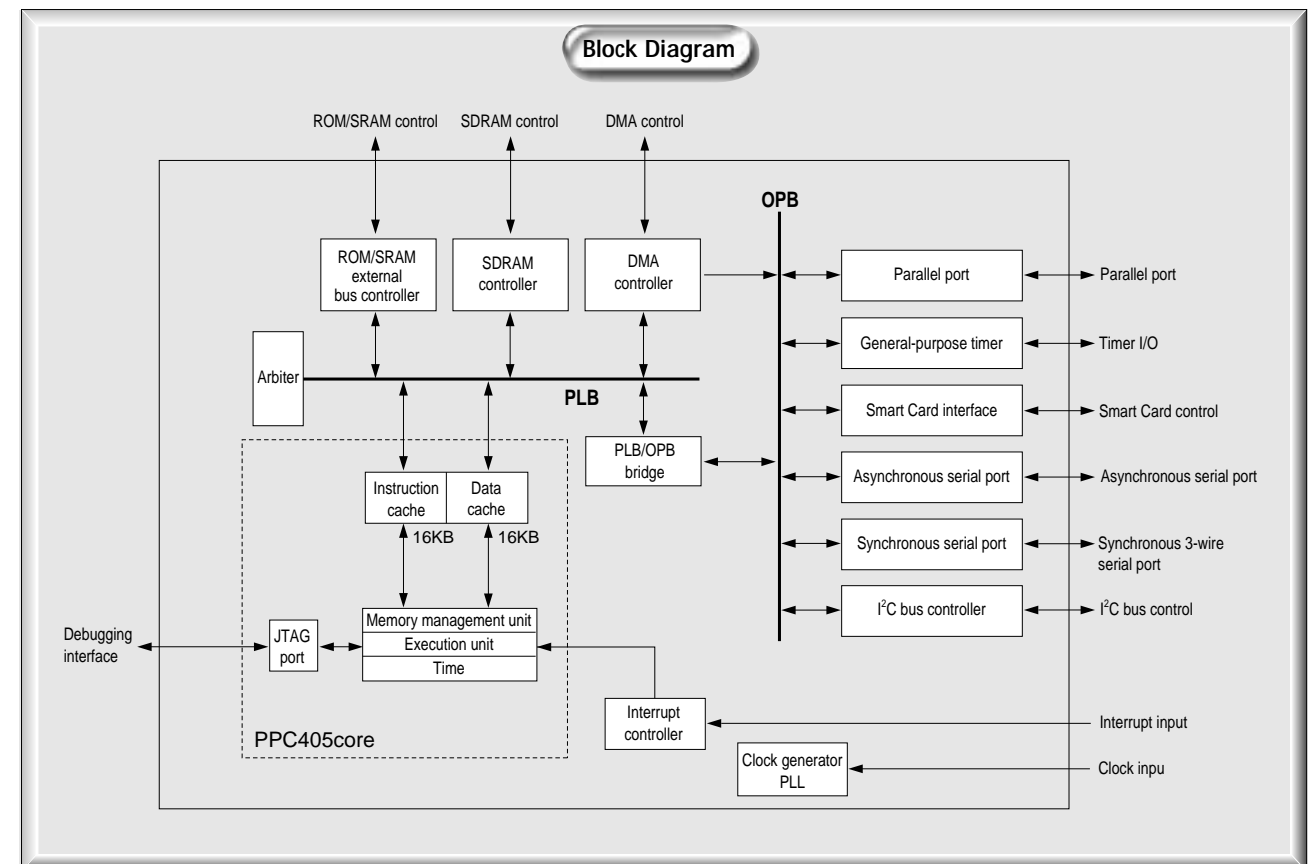 Block Diagram
ROM/SRAM control
SDRAM control
DMA control
OPB
ROM/SRAM
external
bus controller
SDRAM
controller
DMA
controller
Parallel port
Parallel port
General-purpose timer
Timer I/O
Arbiter
PLB
Smart Card interface
Smart Card control
PLB/OPB
bridge
Instruction
cache
Data
cache
Asynchronous serial port
Asynchronous serial port
16KB
16KB
Synchronous serial port
Synchronous 3-wire
serial port
I²C bus controller
I²C bus control
Debugging
interface
JTAG
port
Memory management unit
Execution unit
Time
PPC405core
Interrupt
controller
Interrupt input
Clock generator
PLL
Clock inpu